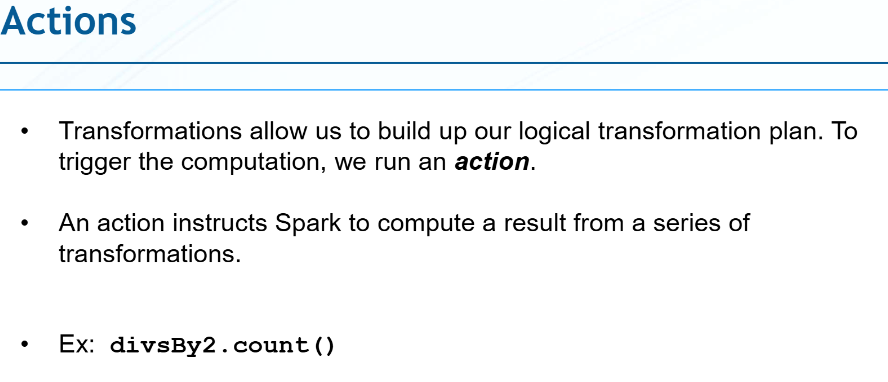 Actions
• Transformations allow us to build up our logical transformation plan. To
trigger the computation, we run an action.
• An action instructs Spark to compute a result from a series of
transformations.
• Ex: divsBy2.count()